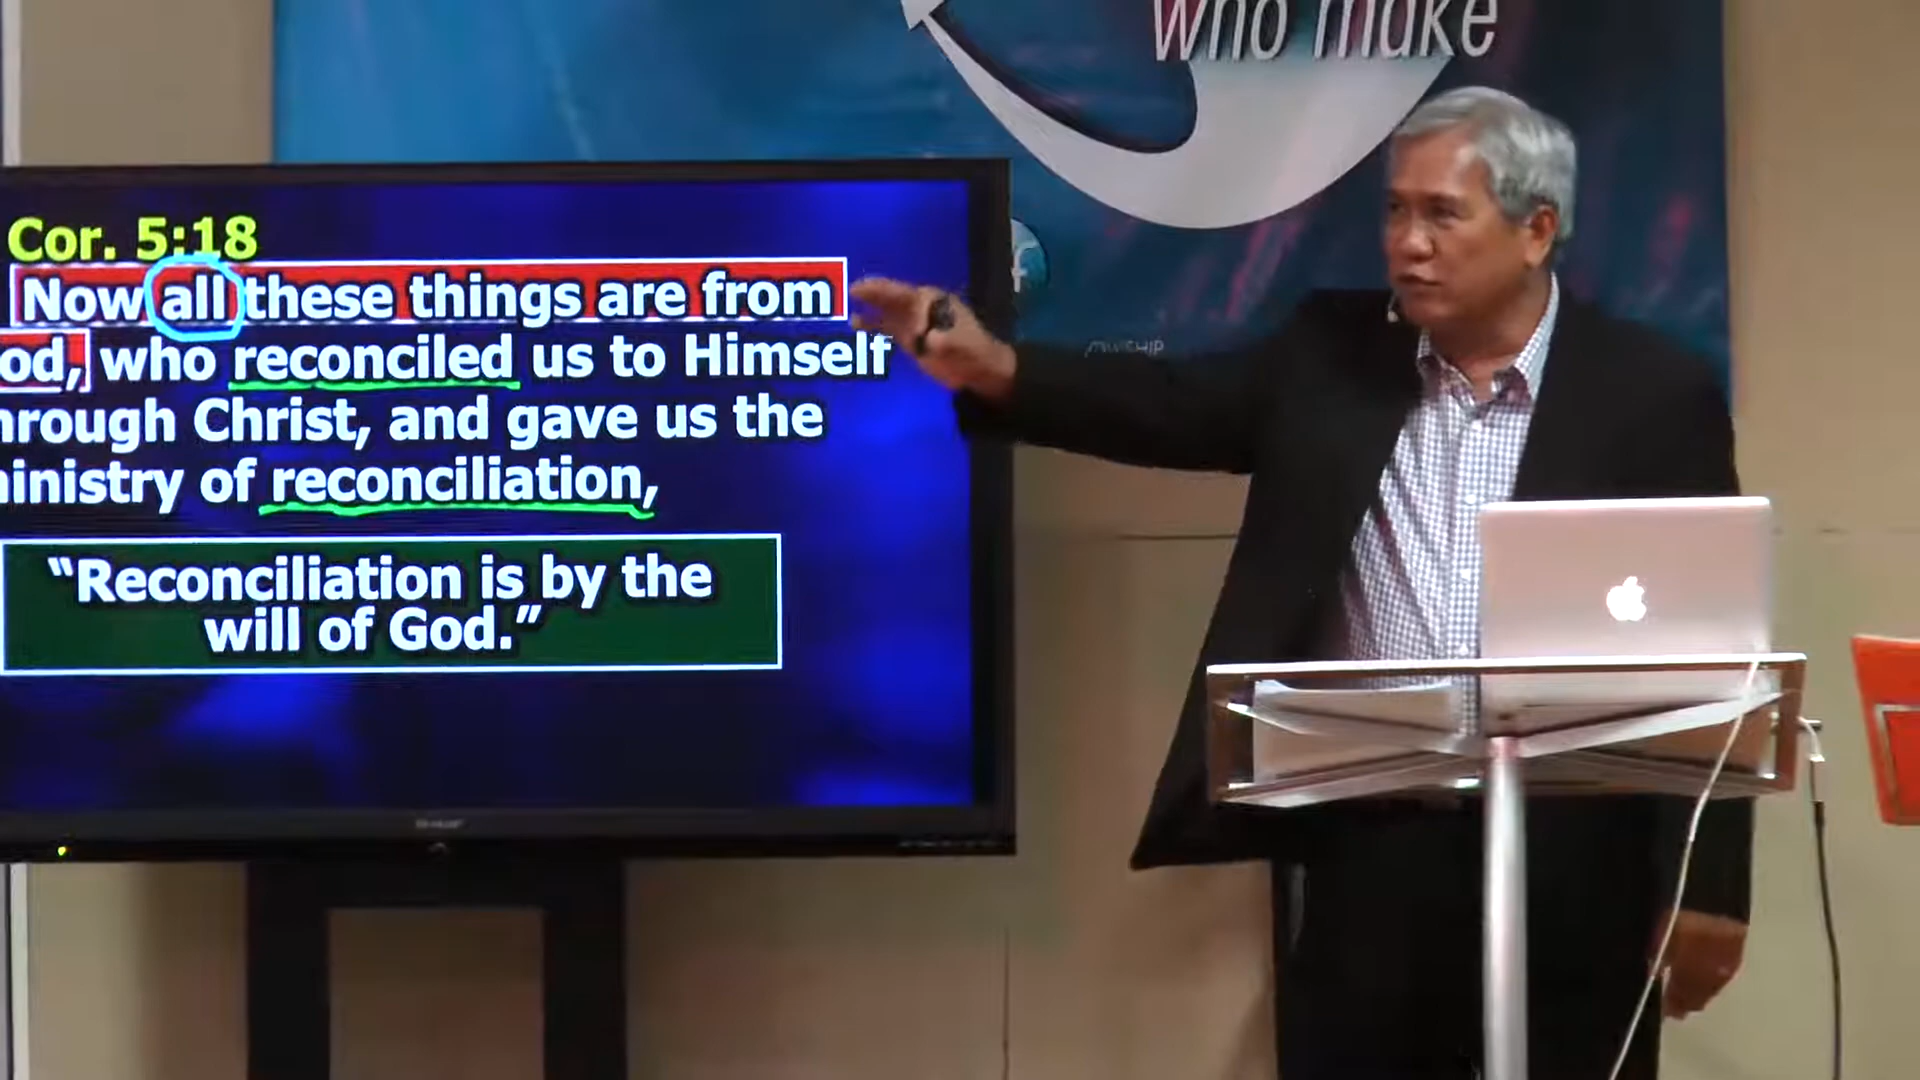 who make
Cor. 5:18
Now all these things are from
od, who reconciled us to Himself
hrough Christ, and gave us the
inistry of reconciliation,
“Reconciliation is by the
will of God.”